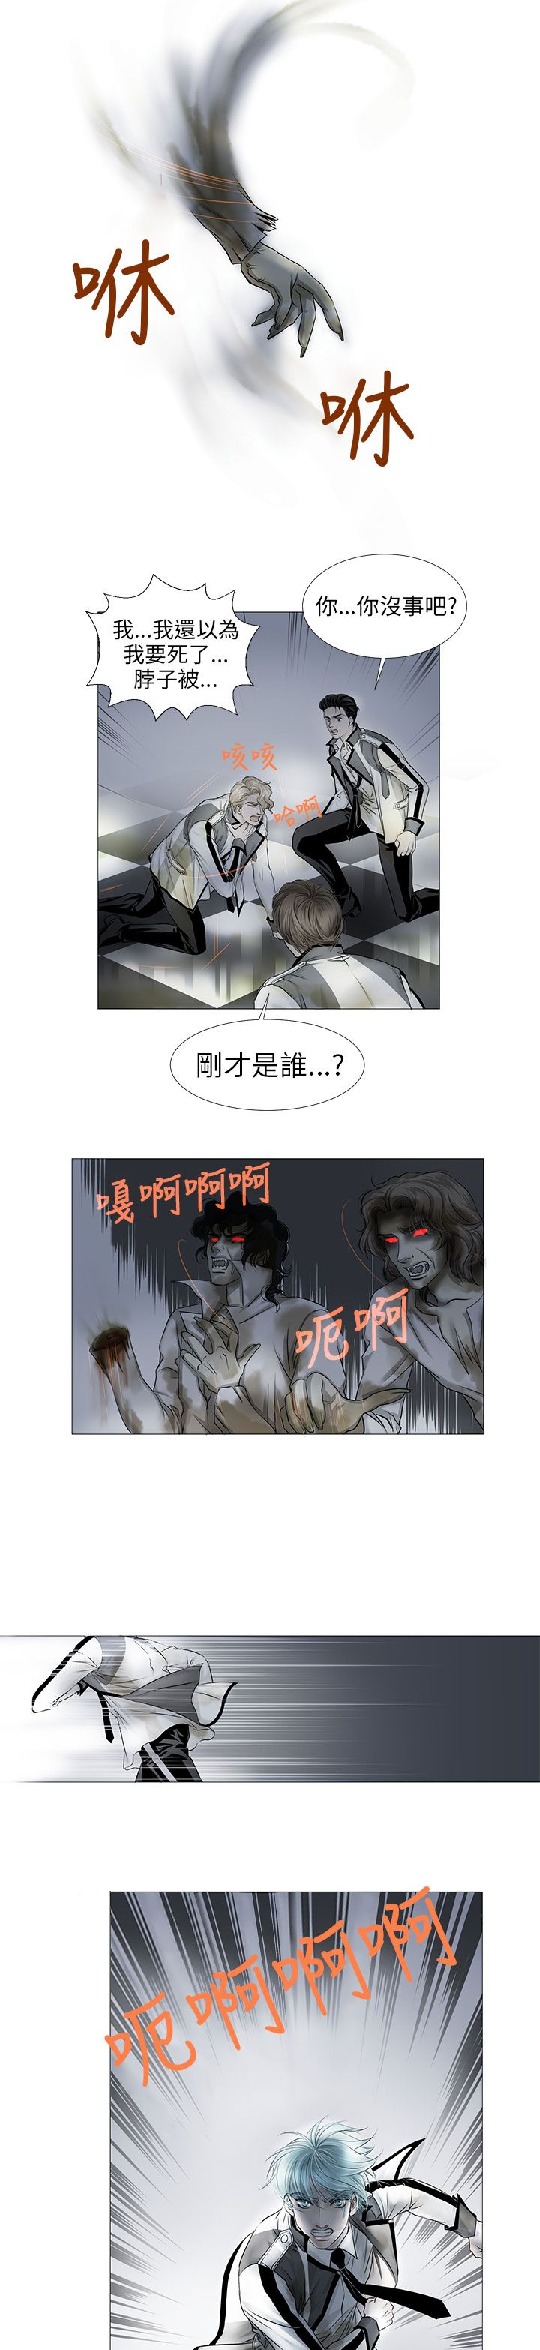 咻
咻
你...你沒事吧?
我...我還以為
我要死了...
脖子被...
咳咳
哈啊
剛才是誰...?
嘎啊啊啊
呃啊
呃啊啊啊